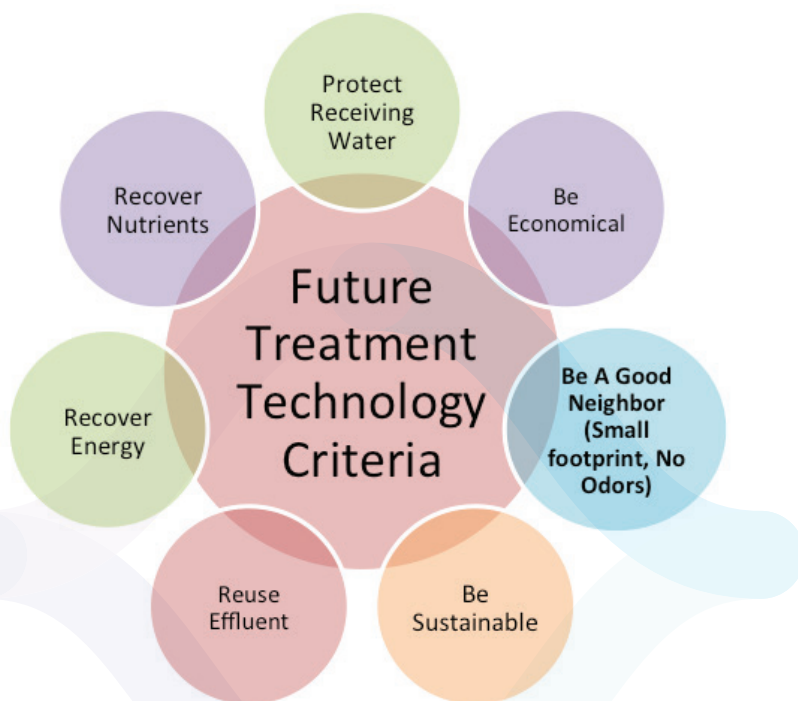 Protect
Receiving
Water
Be
Economical
Be A Good
Neighbor
(Small
footprint, No
Odors)
Be
Sustainable
Reuse
Effluent
Recover
Energy
Recover
Nutrients
Future
Treatment
Technology
Criteria